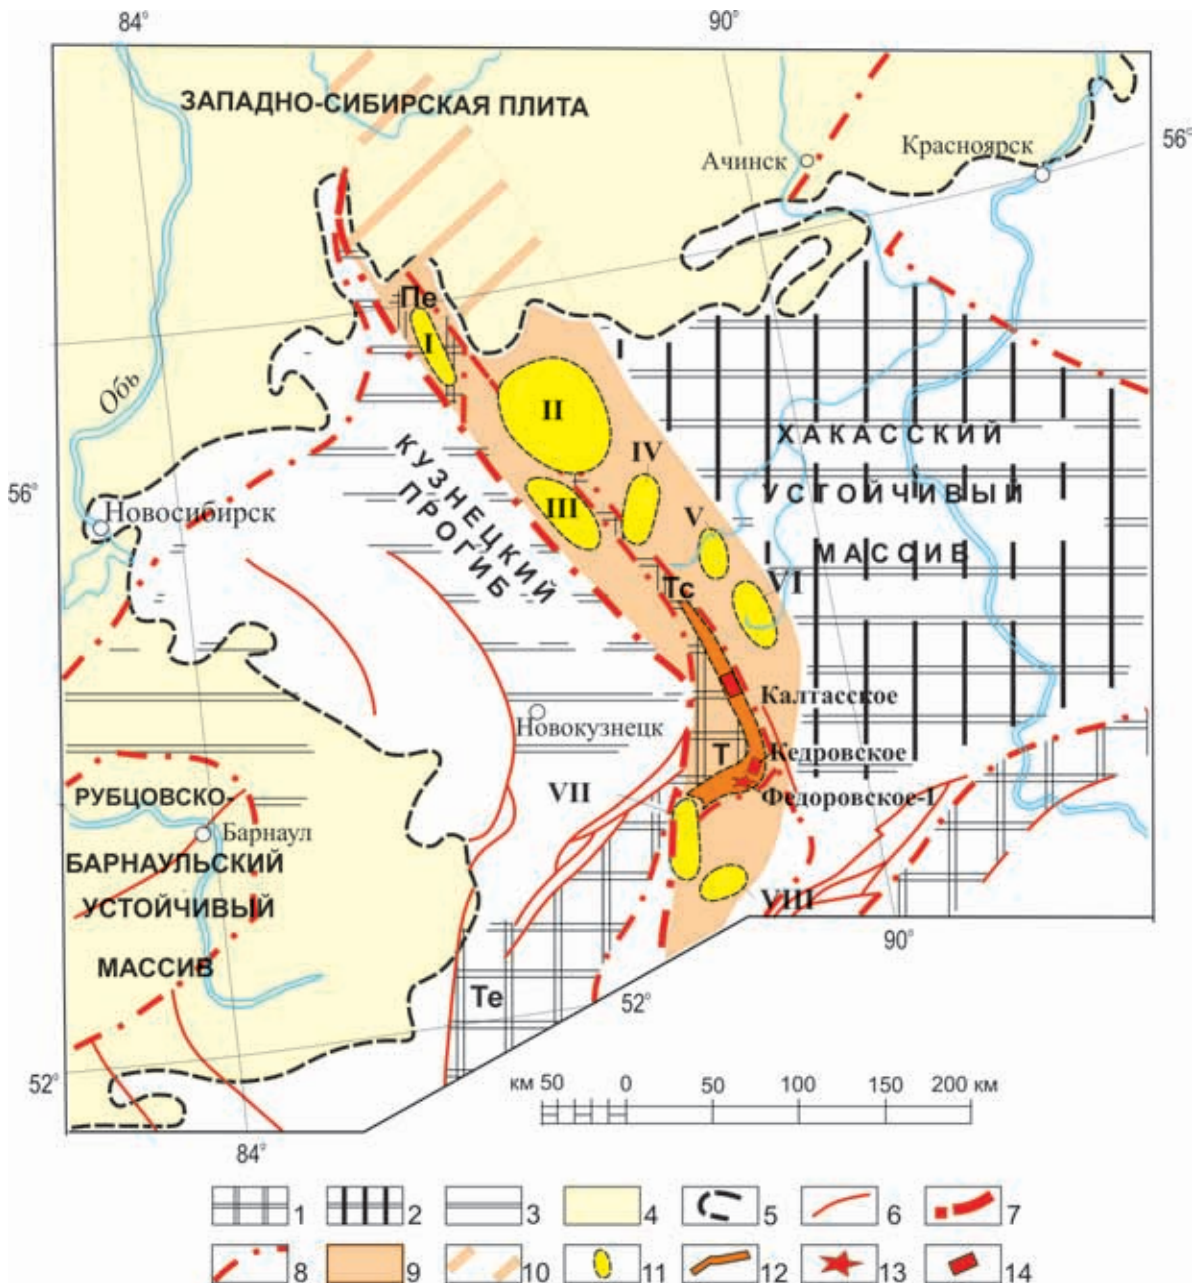 84°
90°
ЗАПАДНО-СИБИРСКАЯ ПЛИТА
56°
Красноярск
Ачинск
Пе
I
Обь
II
ХАКАССКИЙ
УСТОЙЧИВЫЙ
МАССИВ
КУЗНЕЦКИЙ
ПРОГИБ
IV
56°
III
Новосибирск
V
VI
Тс
Калтасское
Новокузнецк
Т
Кедровское
Федоровское-I
VII
РУБЦОВСКО-
Барнаул
БАРНАУЛЬСКИЙ
УСТОЙЧИВЫЙ
МАССИВ
VIII
90°
Те
52°
52°
км 50 0 50 100 150 200 км
84°
1 2 3 4 5 6 7
8 9 10 11 12 13 14